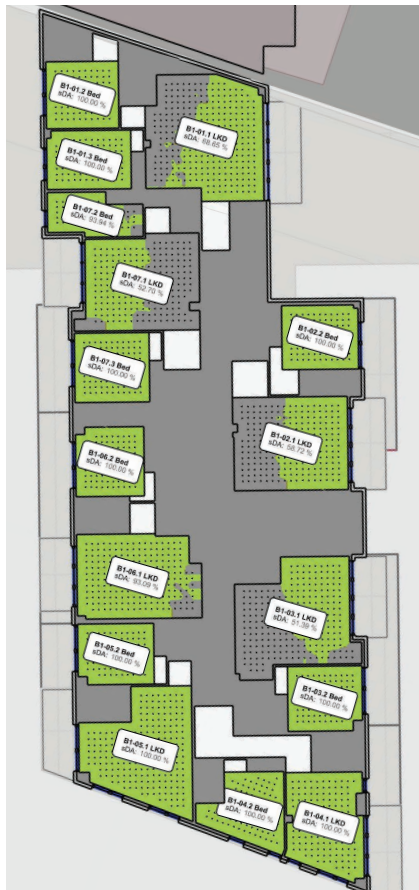 B1-01.2 Bed
sDA: 100.00 %
B1-01.1 LKD
sDA: 68.65 %
B1-01.3 Bed
sDA: 100.00 %
B1-07.2 Bed
sDA: 93.94 %
B1-07.1 LKD
sDA: 52.70 %
B1-02.2 Bed
sDA: 100.00 %
B1-07.3 Bed
sDA: 100.00 %
B1-02.1 LKD
sDA: 58.72 %
B1-06.2 Bed
sDA: 100.00 %
B1-06.1 LKD
sDA: 93.09 %
B1-03.1 LKD
sDA: 51.39 %
B1-05.2 Bed
sDA: 100.00 %
B1-03.2 Bed
sDA: 100.00 %
B1-05.1 LKD
sDA: 100.00 %
B1-04.2 Bed
sDA: 100.00 %
B1-04.1 LKD
sDA: 100.00 %